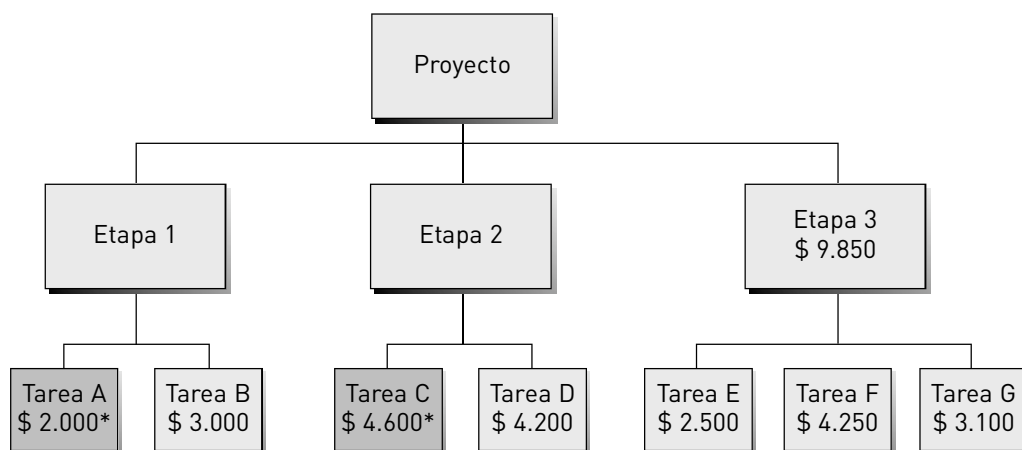 Proyecto
Etapa 1
Etapa 2
Etapa 3
$ 9.850
Tarea A
$ 2.000*
Tarea B
$ 3.000
Tarea C
$ 4.600*
Tarea D
$ 4.200
Tarea E
$ 2.500
Tarea F
$ 4.250
Tarea G
$ 3.100